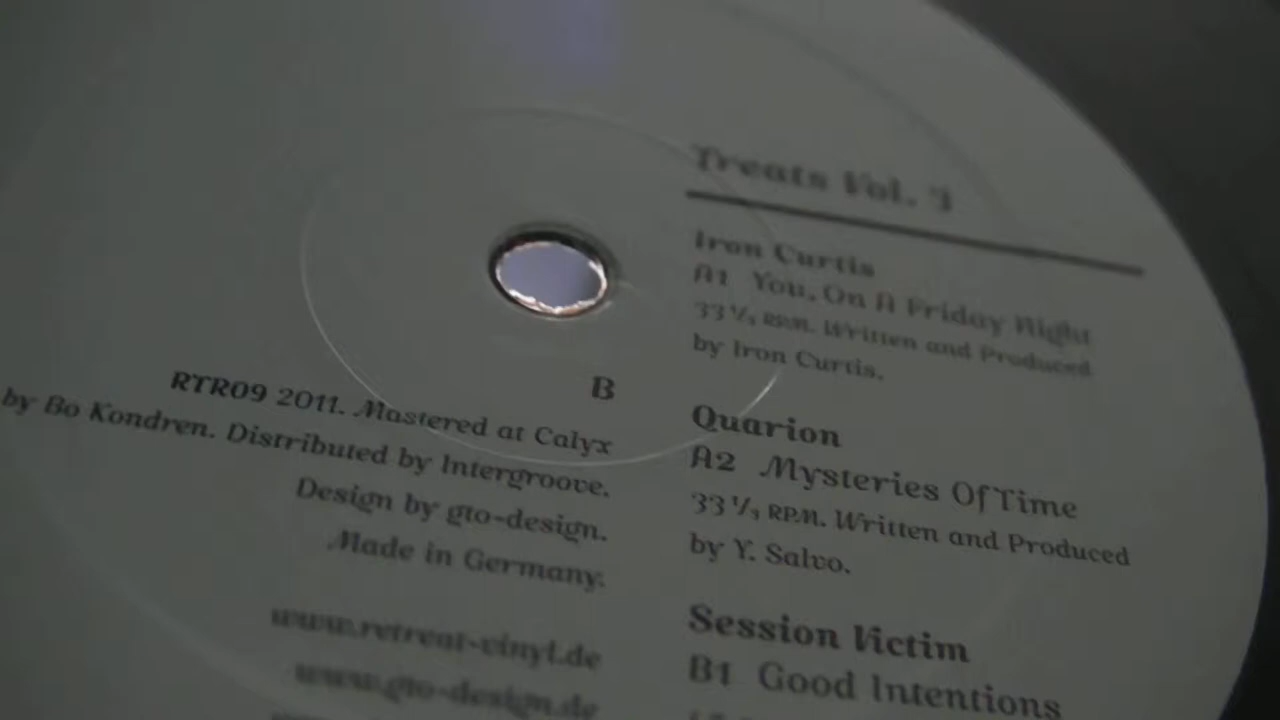 Treats Vol. 3
Iron Curtis
A1 You, On A Friday Night
33 1/3 RPM. Written and Produced
by Iron Curtis.
Quarion
A2 Mysteries Of Time
33 1/3 RPM. Written and Produced
by Y. Salvo.
Session Victim
B1 Good Intentions
B
RTR09 2011. Mastered at Calyx
by Bo Kondren. Distributed by Intergroove.
Design by gto-design.
Made in Germany.
www.retreat-vinyl.de
www.gto-design.de